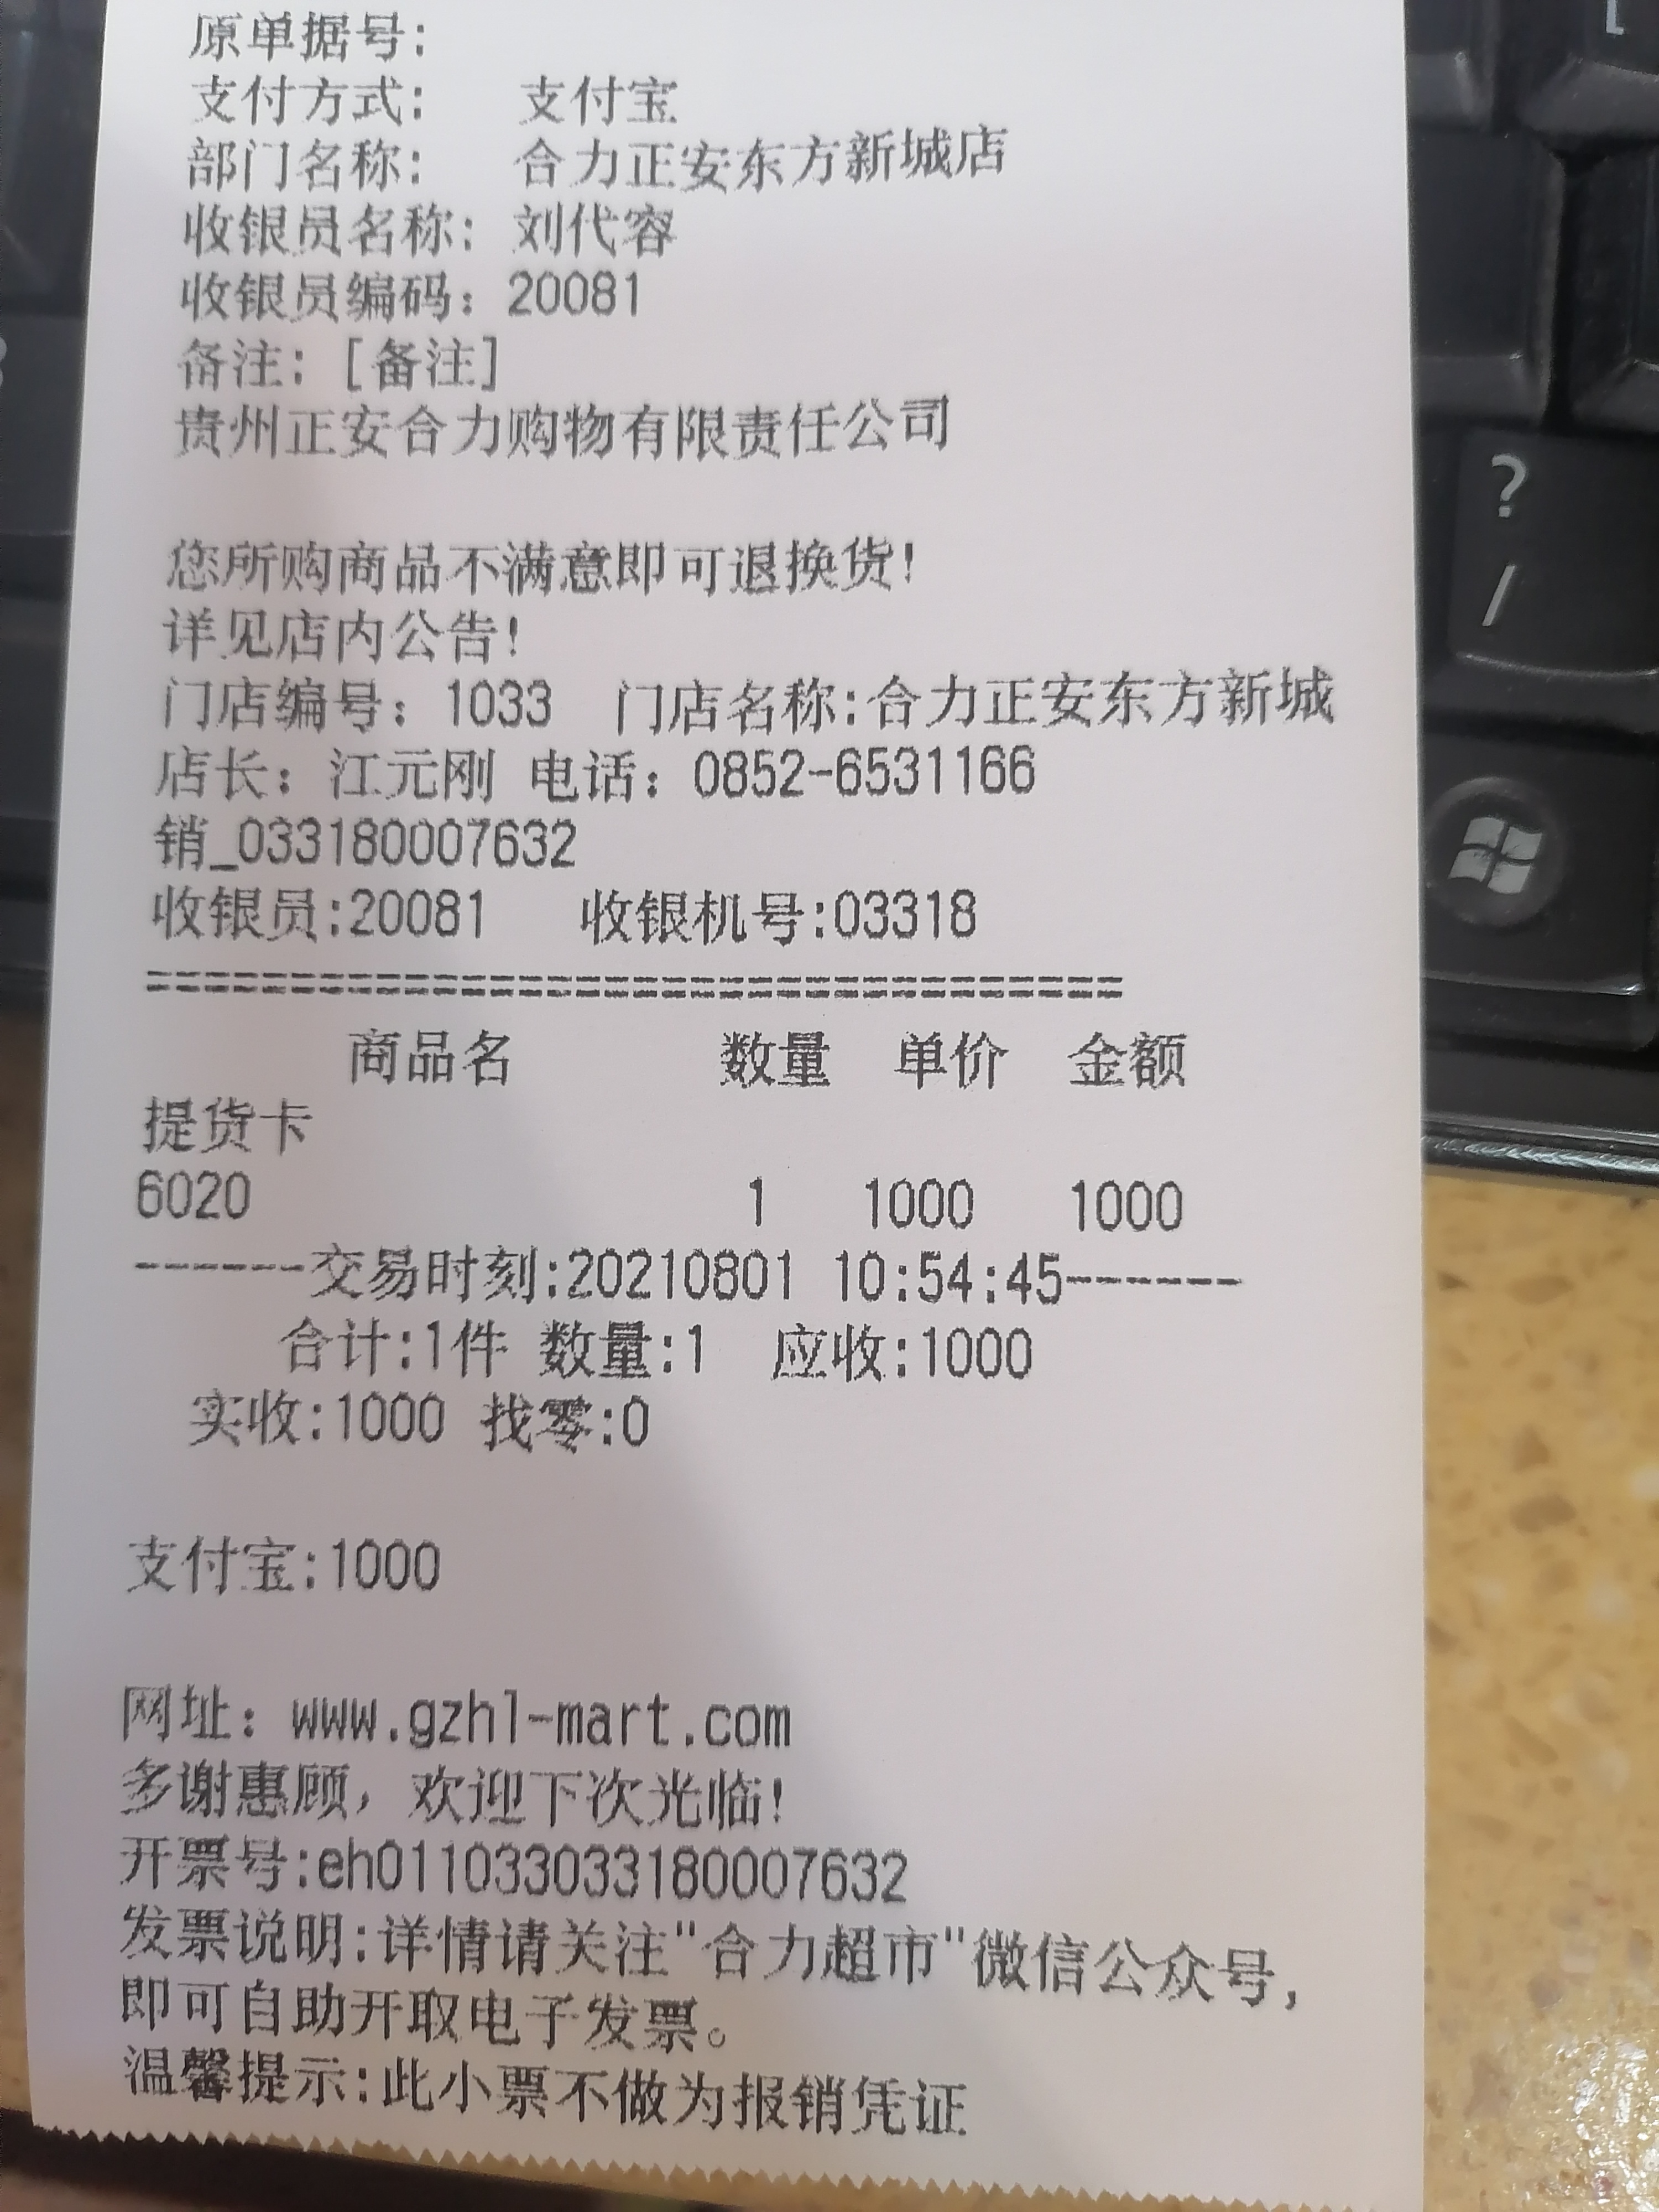 原单据号:
支付方式: 支付宝
部门名称: 合力正安东方新城店
收银员名称: 刘代容
收银员编码: 20081
备注: [备注]
贵州正安合力购物有限责任公司
您所购商品不满意即可退换货!
详见店内公告!
门店编号: 1033 门店名称:合力正安东方新城
店长: 江元刚 电话: 0852-6531166
销_033180007632
收银员:20081 收银机号:03318
==================================
商品名 数量 单价 金额
提货卡
6020 1 1000 1000
------交易时刻:20210801 10:54:45------
合计:1件 数量:1 应收:1000
实收:1000 找零:0
支付宝:1000
网址: www.gzhl-mart.com
多谢惠顾, 欢迎下次光临!
开票号:eh011033033180007632
发票说明:详情请关注"合力超市"微信公众号,
即可自助开取电子发票。
温馨提示:此小票不做为报销凭证
[
?
/